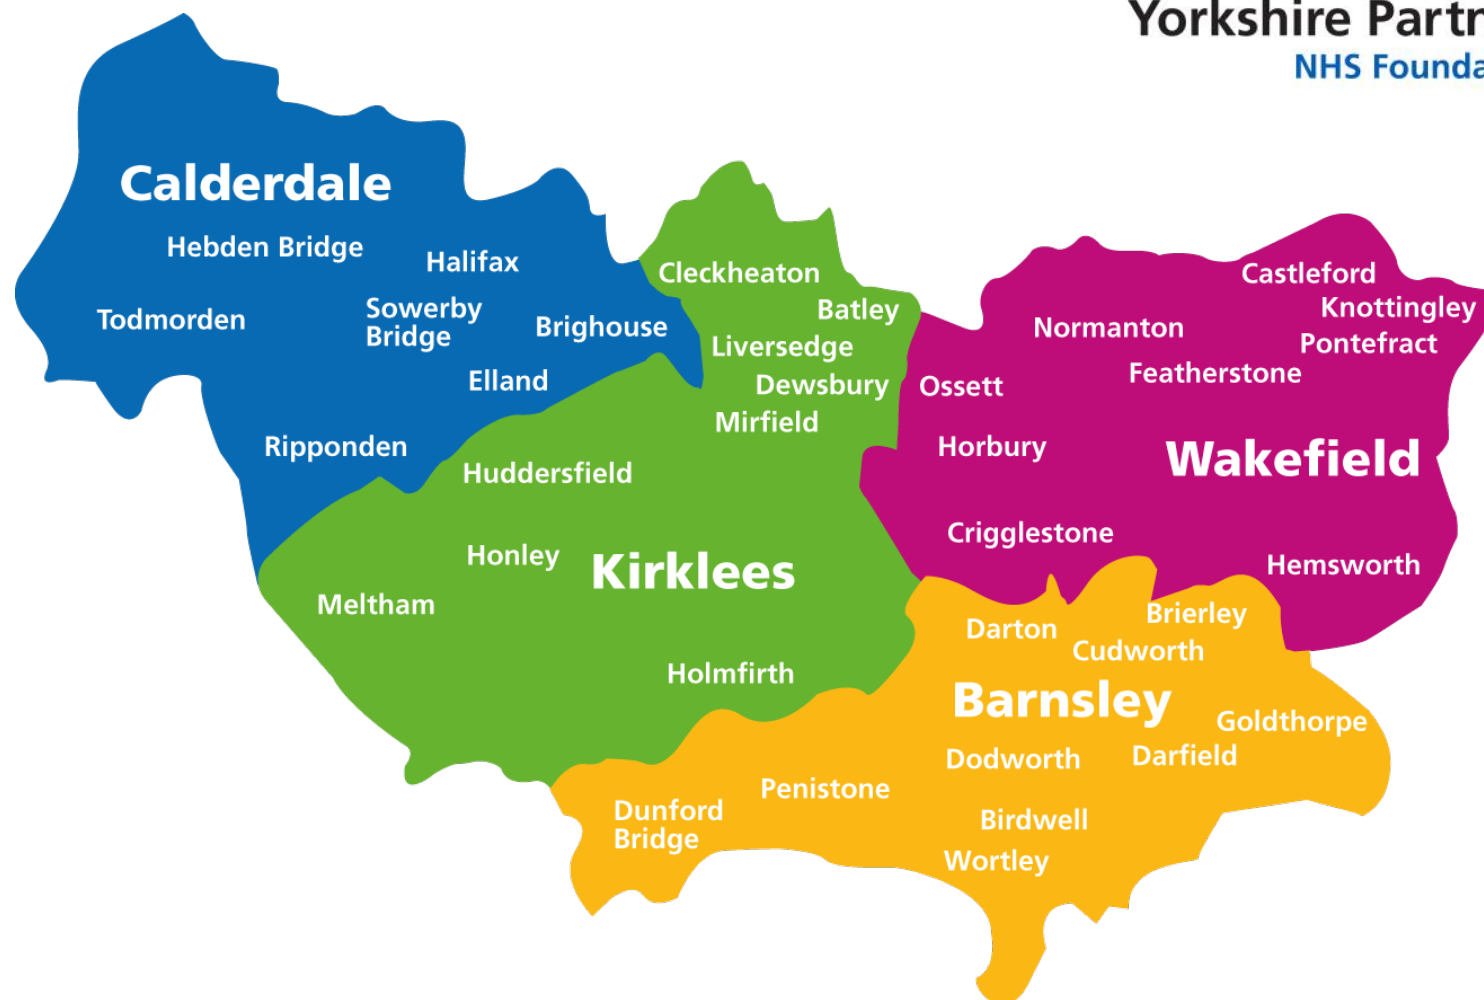 Yorkshire Partn
NHS Founda
Calderdale
Hebden Bridge
Halifax
Todmorden
Sowerby
Bridge
Brighouse
Elland
Ripponden
Cleckheaton
Batley
Liversedge
Dewsbury
Mirfield
Huddersfield
Honley
Kirklees
Meltham
Holmfirth
Castleford
Knottingley
Normanton
Pontefract
Featherstone
Ossett
Horbury
Wakefield
Crigglestone
Hemsworth
Brierley
Darton
Cudworth
Barnsley
Goldthorpe
Dodworth
Darfield
Penistone
Dunford
Bridge
Birdwell
Wortley